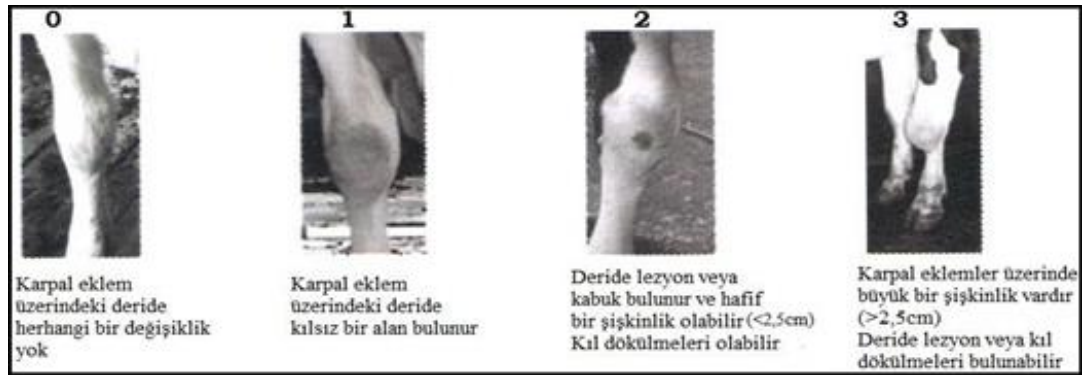 0
Karpal eklem
üzerindeki deride
herhangi bir değişiklik
yok
1
Karpal eklem
üzerindeki deride
kılsız bir alan bulunur
2
Deride lezyon veya
kabuk bulunur ve hafif
bir şişkinlik olabilir (<2,5cm)
Kıl dökülmeleri olabilir
3
Karpal eklemler üzerinde
büyük bir şişkinlik vardır
(>2,5cm)
Deride lezyon veya kıl
dökülmeleri bulunabilir